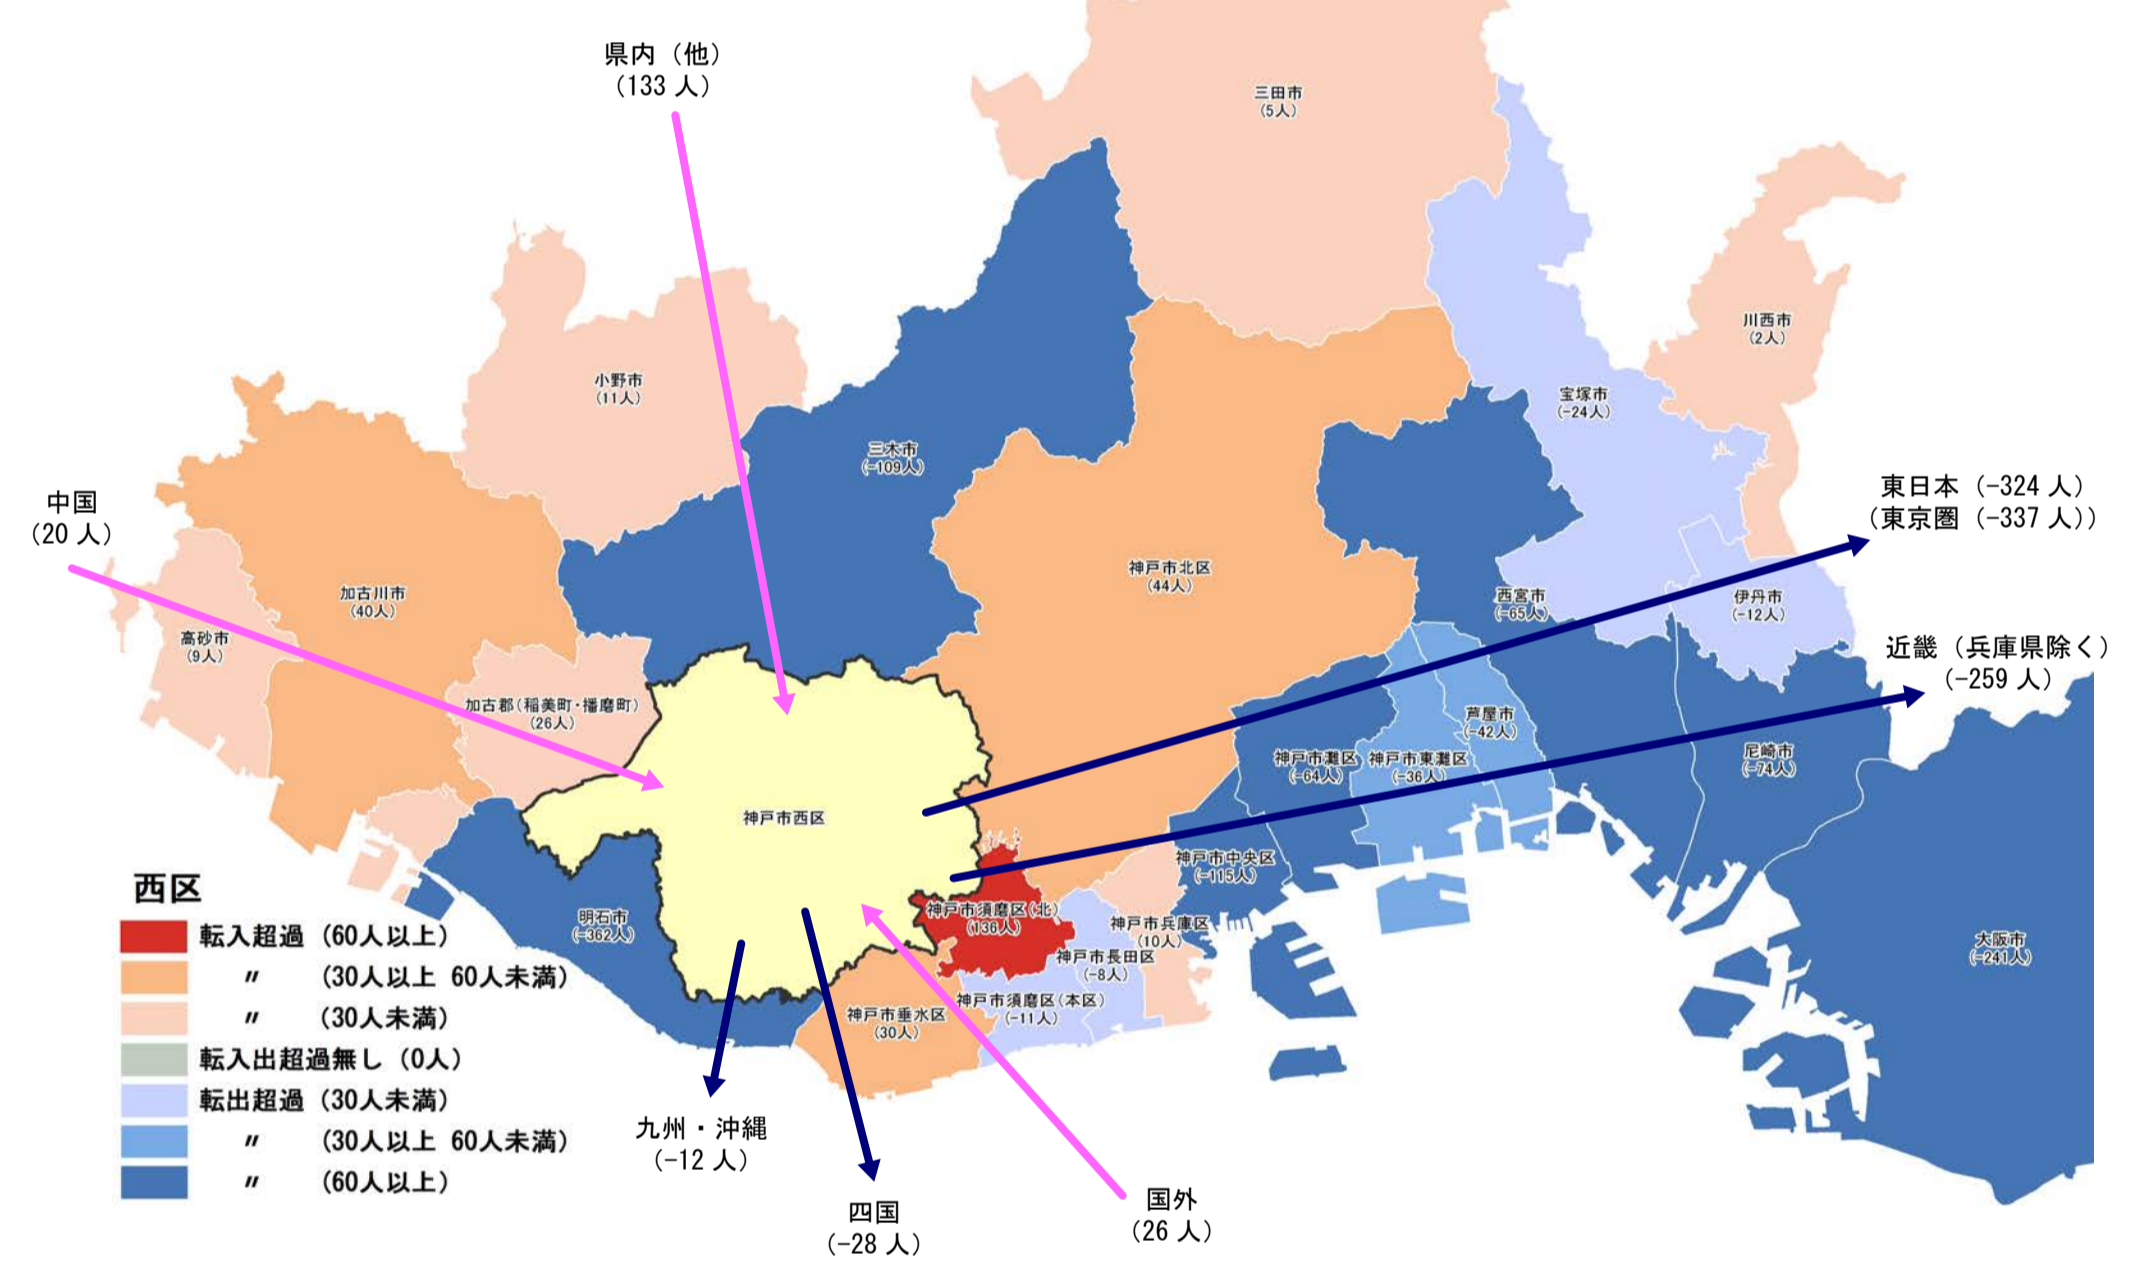 県内（他）
（133 人）
三田市
（5人）
川西市
（2人）
小野市
（11人）
宝塚市
（-24人）
三木市
（-109人）
中国
（20 人）
東日本（-324 人）
（東京圏（-337 人））
神戸市北区
（44人）
加古川市
（40人）
西宮市
（-65人）
伊丹市
（-12人）
高砂市
（9人）
近畿（兵庫県除く）
（-259 人）
加古郡（稲美町・播磨町）
（26人）
芦屋市
（-42人）
神戸市灘区
（-64人）
神戸市東灘区
（-36人）
尼崎市
（-74人）
神戸市西区
神戸市中央区
（-115人）
明石市
（-362人）
神戸市須磨区（北）
（136人）
神戸市兵庫区
（10人）
神戸市長田区
（-8人）
大阪市
（-241人）
神戸市須磨区（本区）
（-11人）
神戸市垂水区
（30人）
西区
転入超過（60人以上）
〃 （30人以上 60人未満）
〃 （30人未満）
転入出超過無し（0人）
転出超過（30人未満）
〃 （30人以上 60人未満）
〃 （60人以上）
九州・沖縄
（-12 人）
四国
（-28 人）
国外
（26 人）